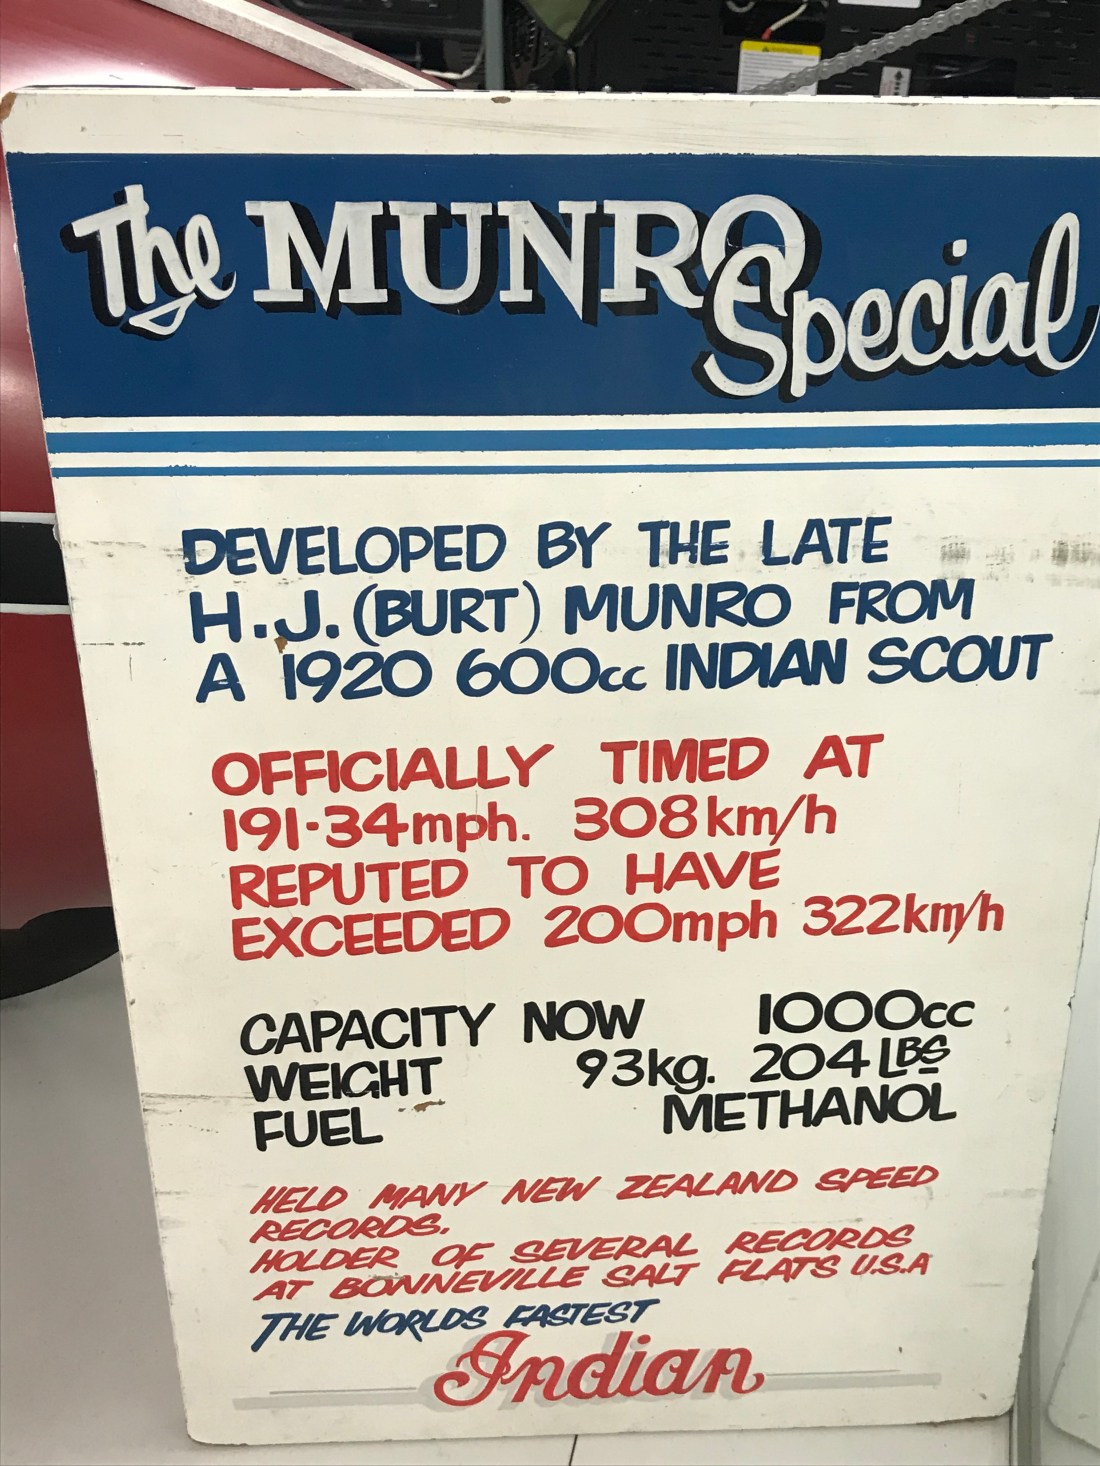 The MUNRO Special
DEVELOPED BY THE LATE
H.J. (BURT) MUNRO FROM
A 1920 600cc INDIAN SCOUT
OFFICIALLY TIMED AT
191·34mph. 308km/h
REPUTED TO HAVE
EXCEEDED 200mph 322km/h
CAPACITY NOW 1000cc
WEIGHT 93kg. 204 LBS
FUEL METHANOL
HELD MANY NEW ZEALAND SPEED
RECORDS.
HOLDER OF SEVERAL RECORDS
AT BONNEVILLE SALT FLATS U.S.A
THE WORLDS FASTEST
Indian